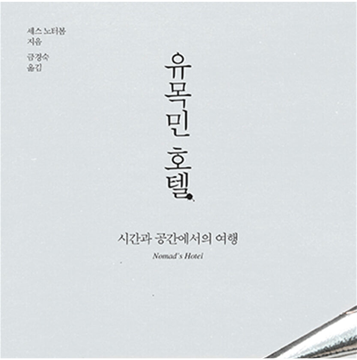 세스 노터봄
지음
금경숙
옮김
유목민 호텔
시간과 공간에서의 여행
Nomad's Hotel